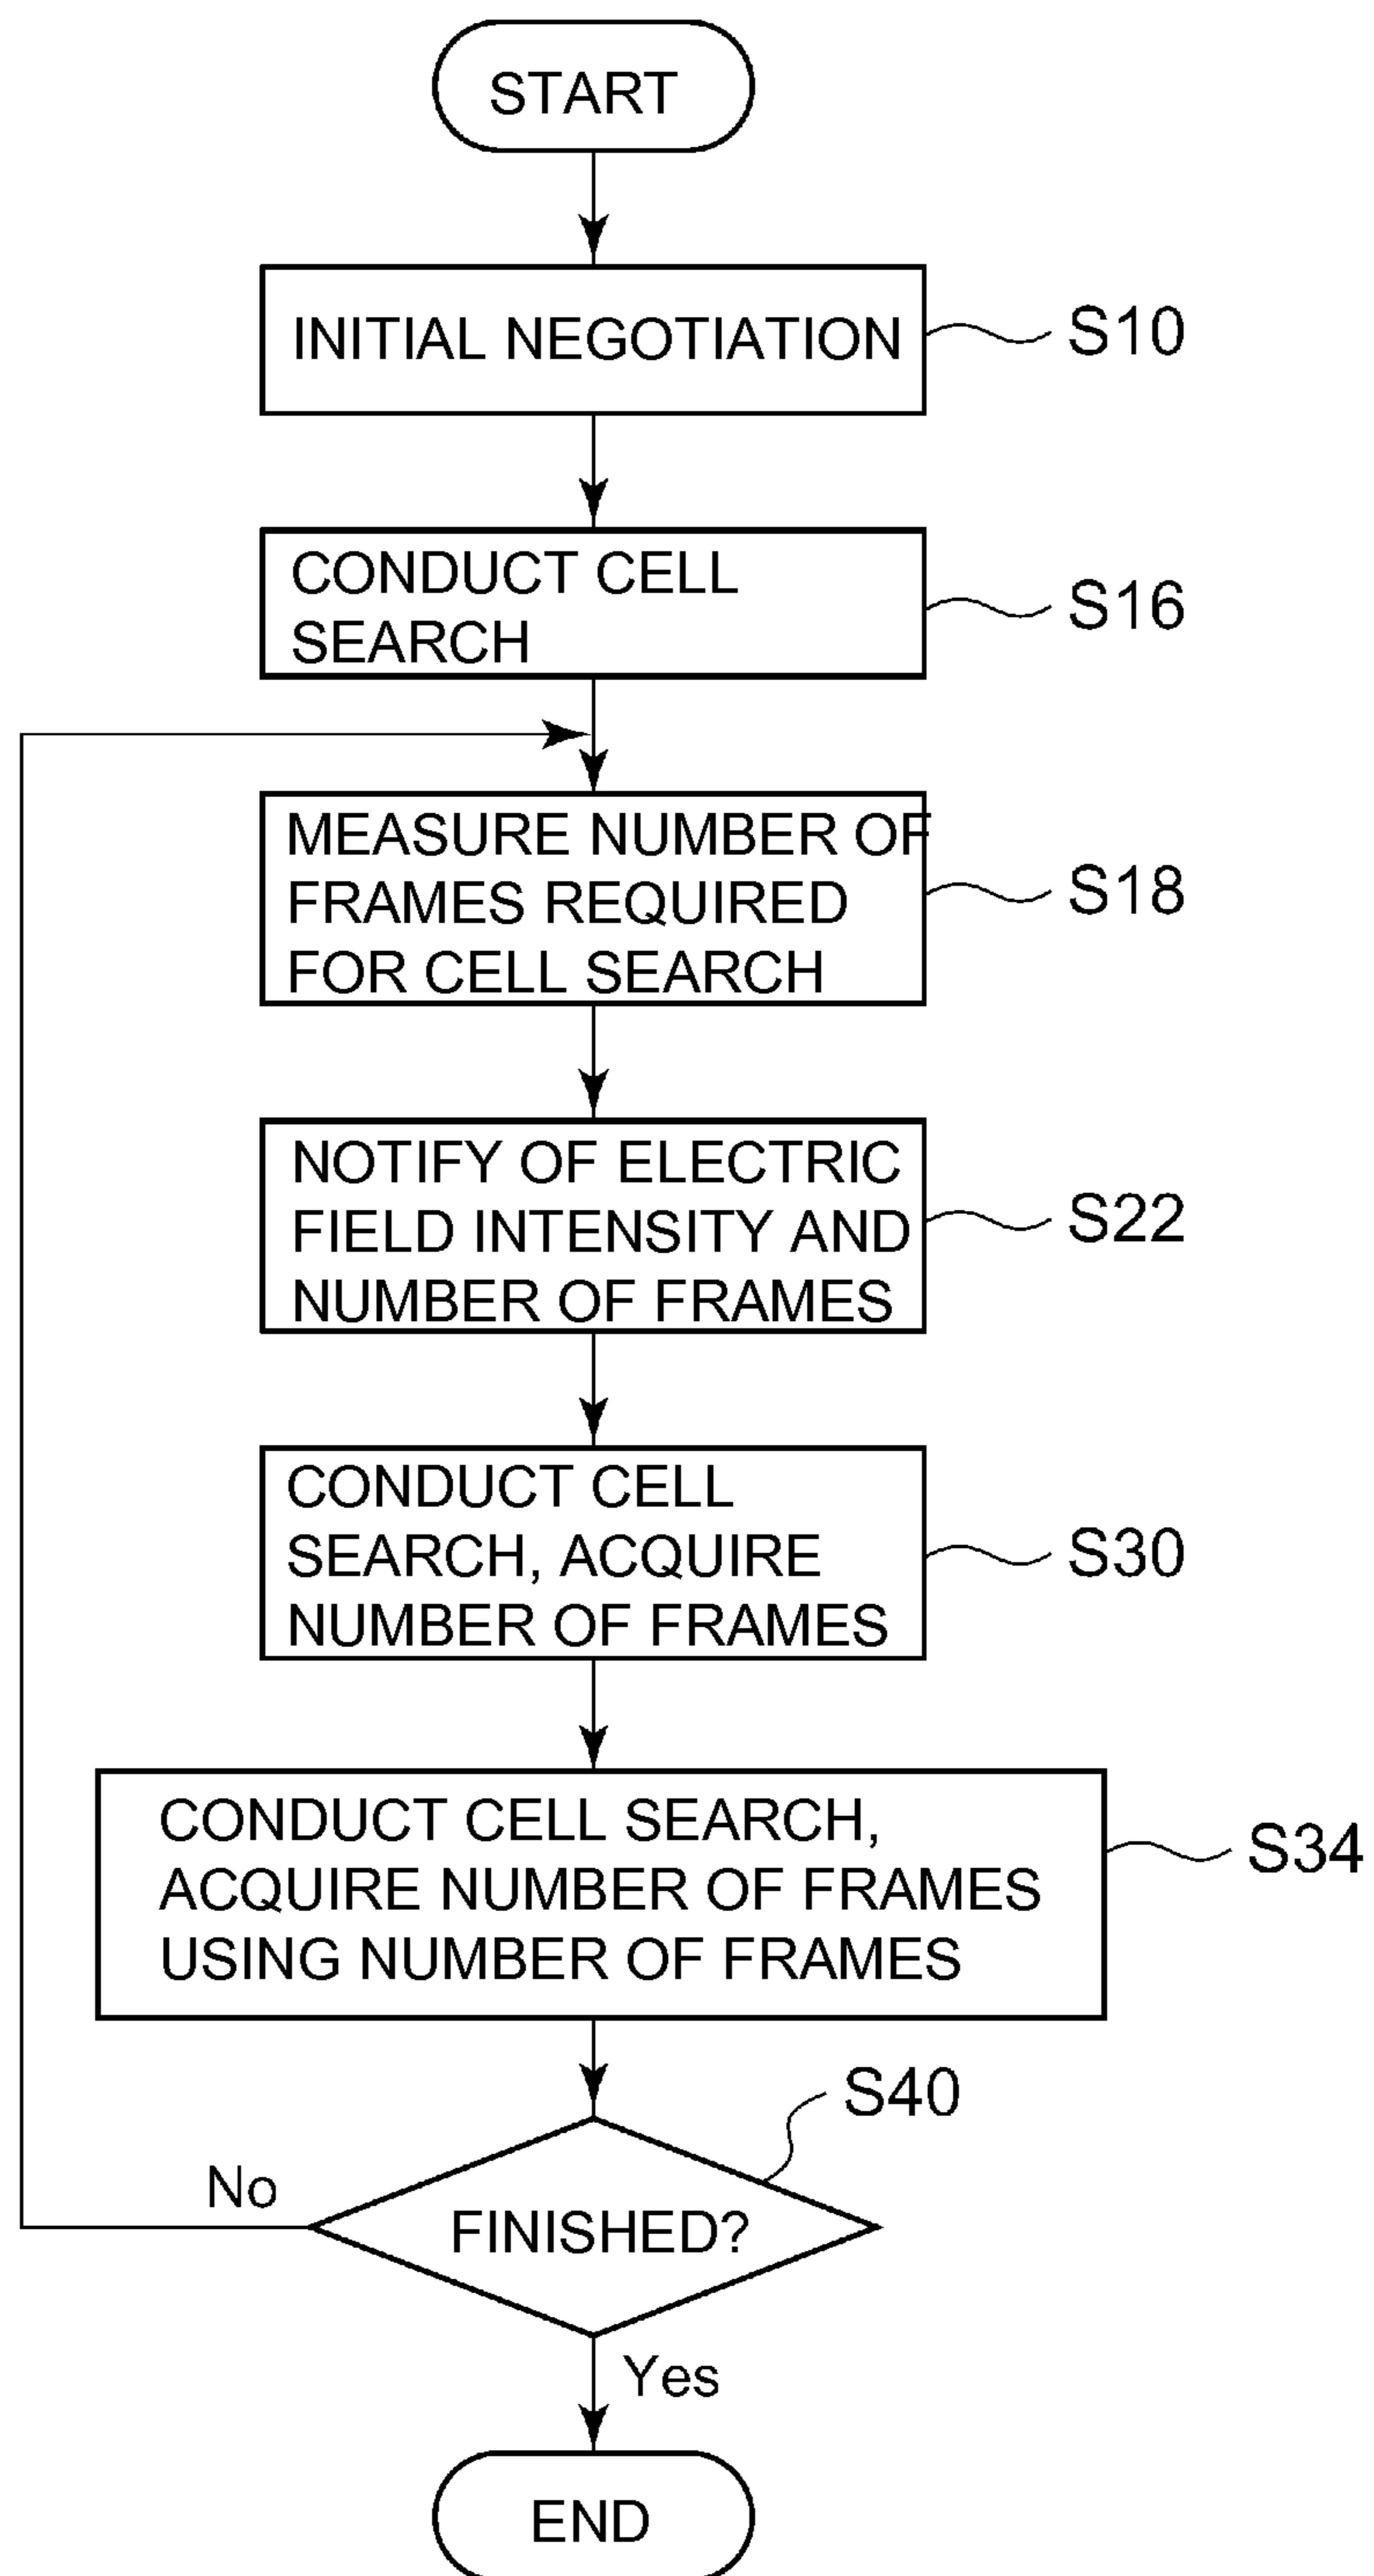 START
INITIAL NEGOTIATION
S10
CONDUCT CELL
SEARCH
S16
MEASURE NUMBER OF
FRAMES REQUIRED
FOR CELL SEARCH
S18
NOTIFY OF ELECTRIC
FIELD INTENSITY AND
NUMBER OF FRAMES
S22
CONDUCT CELL
SEARCH, ACQUIRE
NUMBER OF FRAMES
S30
CONDUCT CELL SEARCH,
ACQUIRE NUMBER OF FRAMES
USING NUMBER OF FRAMES
S34
S40
No
FINISHED?
Yes
END